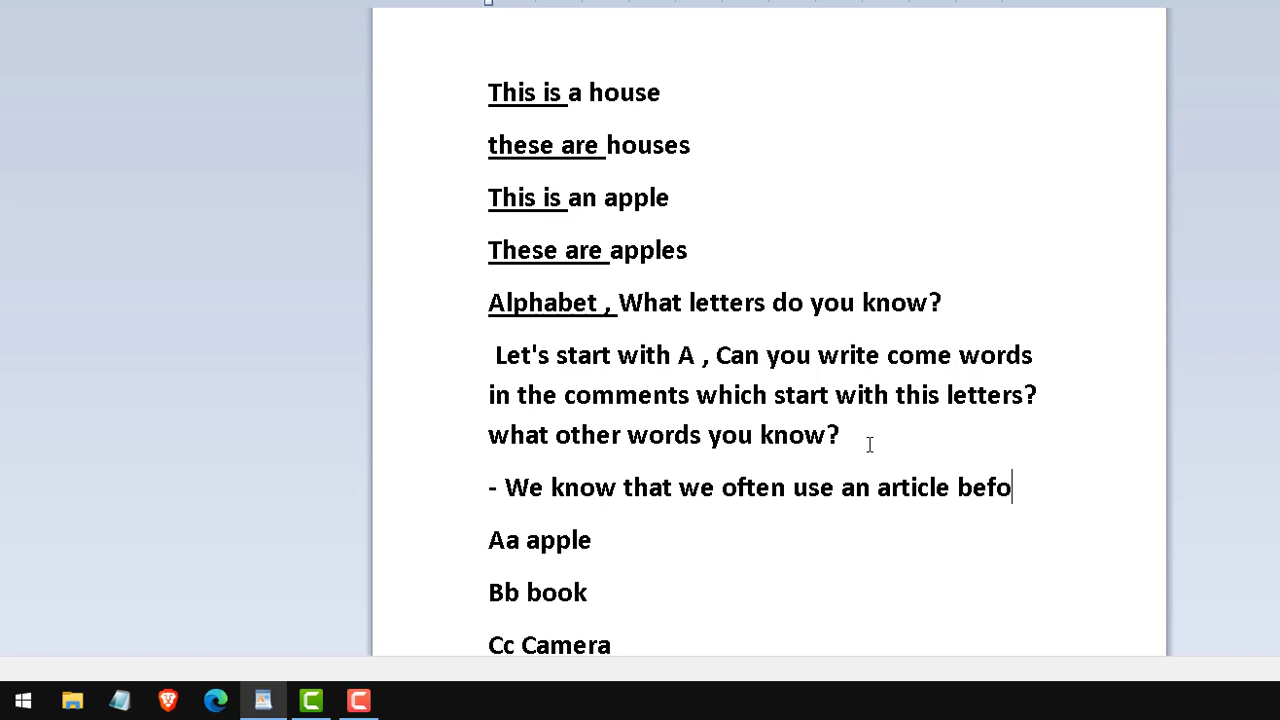 This is a house
these are houses
This is an apple
These are apples
Alphabet , What letters do you know?
Let's start with A , Can you write come words
in the comments which start with this letters?
what other words you know?
- We know that we often use an article befo
Aa apple
Bb book
Cc Camera